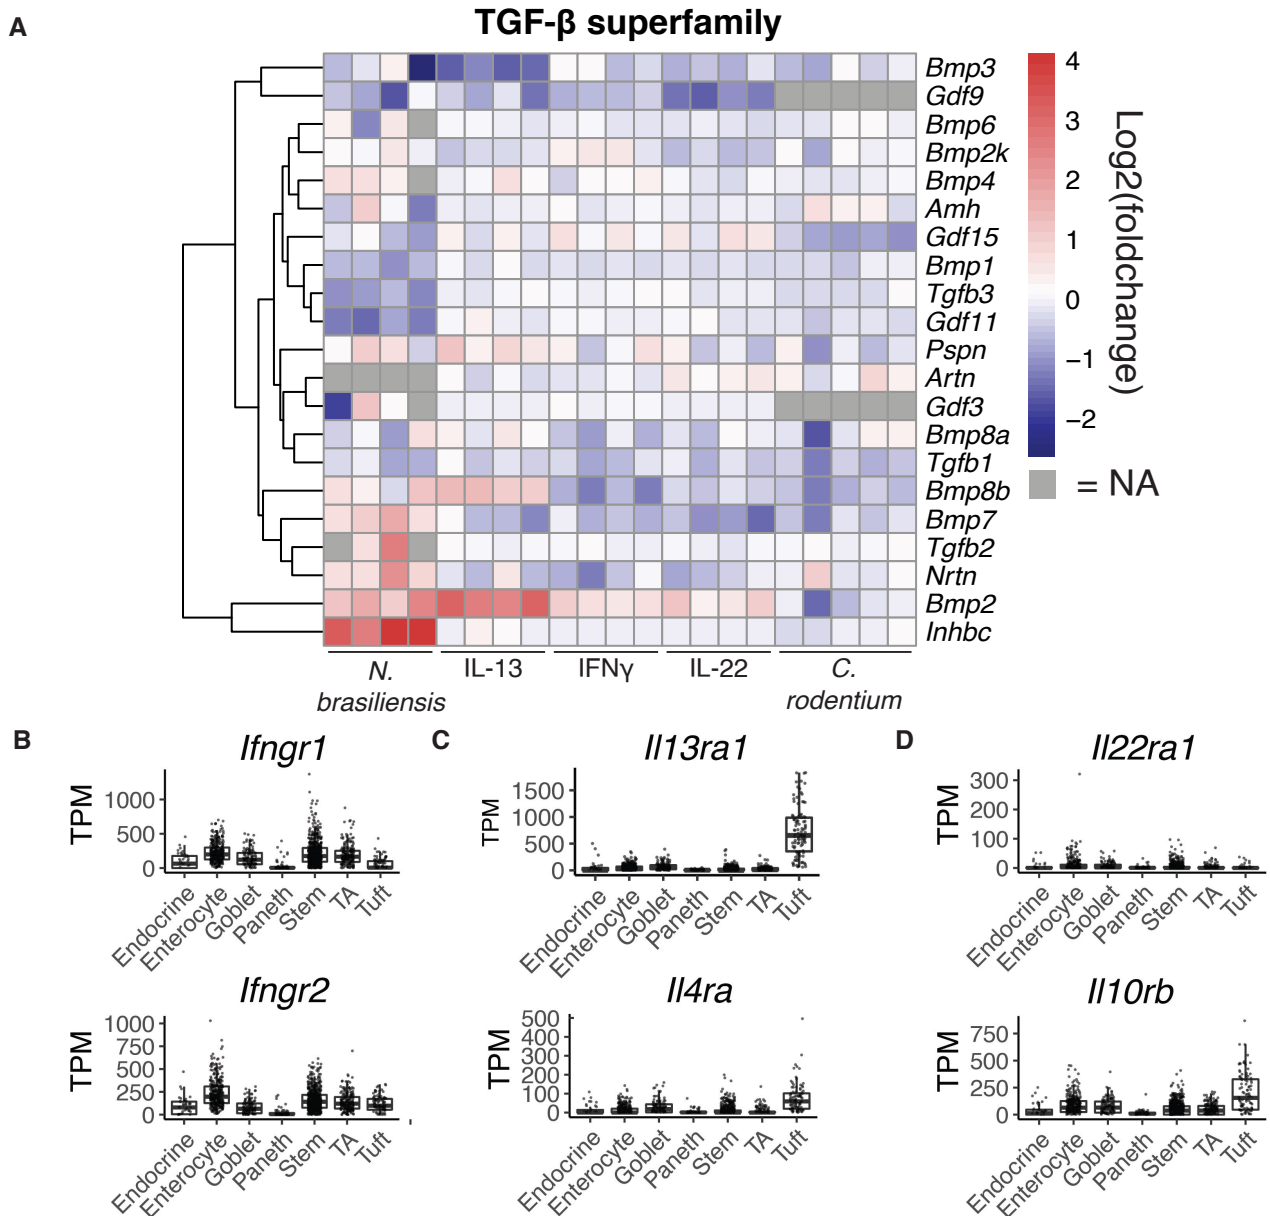 A
TGF-β superfamily
Bmp3
Gdf9
Bmp6
Bmp2k
Bmp4
Amh
Gdf15
Bmp1
Tgfb3
Gdf11
Pspn
Artn
Gdf3
Bmp8a
Tgfb1
Bmp8b
Bmp7
Tgfb2
Nrtn
Bmp2
Inhbc
4
3
2
1
0
−1
−2
Log2(foldchange)
= NA
N. brasiliensis
IL-13
IFNγ
IL-22
C. rodentium
B
Ifngr1
TPM
1000
500
0
Endocrine
Enterocyte
Goblet
Paneth
Stem
TA
Tuft
Ifngr2
TPM
1000
750
500
250
0
Endocrine
Enterocyte
Goblet
Paneth
Stem
TA
Tuft
C
Il13ra1
TPM
1500
1000
500
0
Endocrine
Enterocyte
Goblet
Paneth
Stem
TA
Tuft
Il4ra
TPM
500
400
300
200
100
0
Endocrine
Enterocyte
Goblet
Paneth
Stem
TA
Tuft
D
Il22ra1
TPM
300
200
100
0
Endocrine
Enterocyte
Goblet
Paneth
Stem
TA
Tuft
Il10rb
TPM
750
500
250
0
Endocrine
Enterocyte
Goblet
Paneth
Stem
TA
Tuft